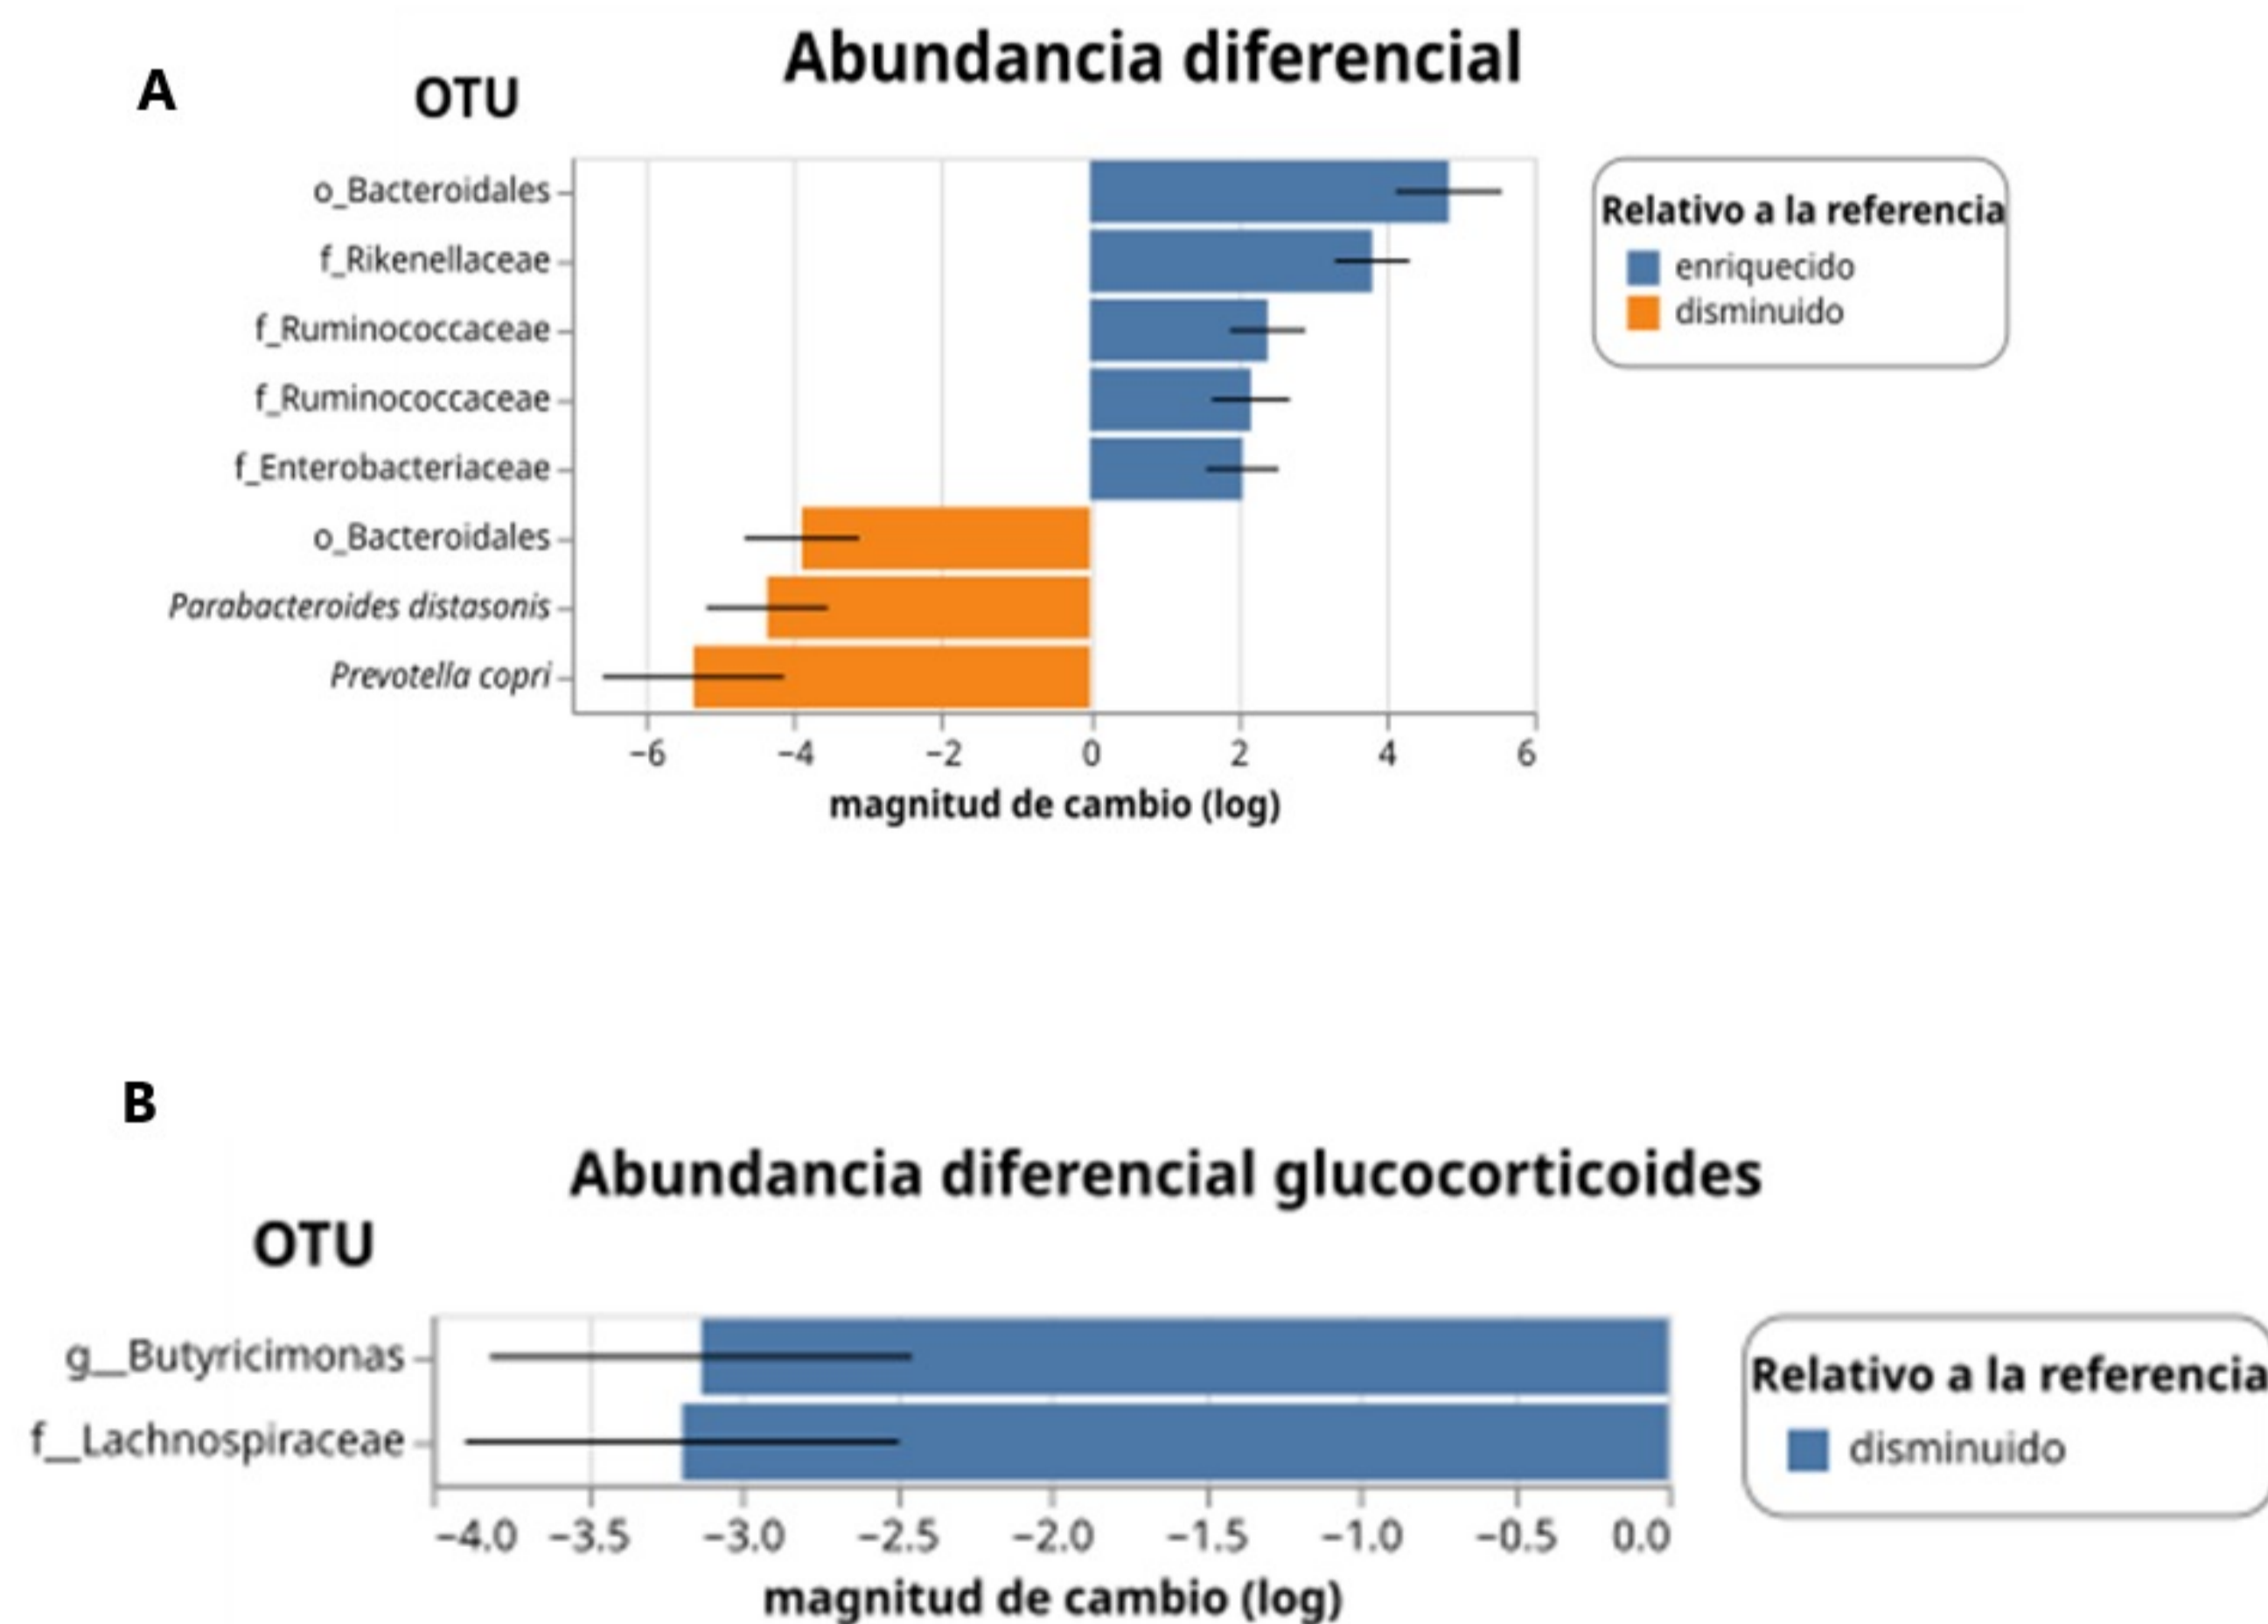 A
Abundancia diferencial
OTU
o_Bacteroidales
f_Rikenellaceae
f_Ruminococcaceae
f_Ruminococcaceae
f_Enterobacteriaceae
o_Bacteroidales
Parabacteroides distasonis
Prevotella copri
−6 −4 −2 0 2 4 6
magnitud de cambio (log)
Relativo a la referencia
enriquecido
disminuido
B
Abundancia diferencial glucocorticoides
OTU
g__Butyricimonas
f__Lachnospiraceae
−4.0 −3.5 −3.0 −2.5 −2.0 −1.5 −1.0 −0.5 0.0
magnitud de cambio (log)
Relativo a la referencia
disminuido